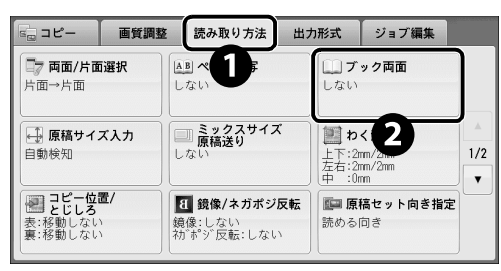 コピー
画質調整
読み取り方法
出力形式
ジョブ編集
両面/片面選択
片面→片面
1
しない
ブック両面
しない
原稿サイズ入力
自動検知
ミックスサイズ
原稿送り
しない
2
上下:2mm/2mm
左右:2mm/2mm
中 :0mm
1/2
コピー位置/
とじしろ
表:移動しない
裏:移動しない
鏡像/ネガポジ反転
鏡像:しない
ネガポジ反転:しない
原稿セット向き指定
読める向き